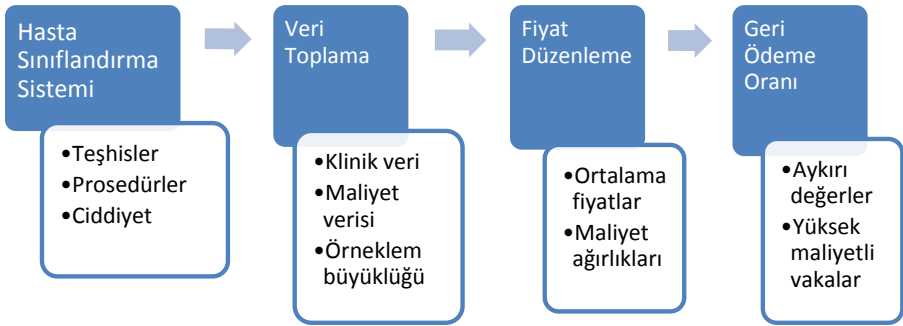 Hasta
Sınıflandırma
Sistemi
•Teşhisler
•Prosedürler
•Ciddiyet
Veri
Toplama
•Klinik veri
•Maliyet
verisi
•Örneklem
büyüklüğü
Fiyat
Düzenleme
•Ortalama
fiyatlar
•Maliyet
ağırlıkları
Geri
Ödeme
Oranı
•Aykırı
değerler
•Yüksek
maliyetli
vakalar